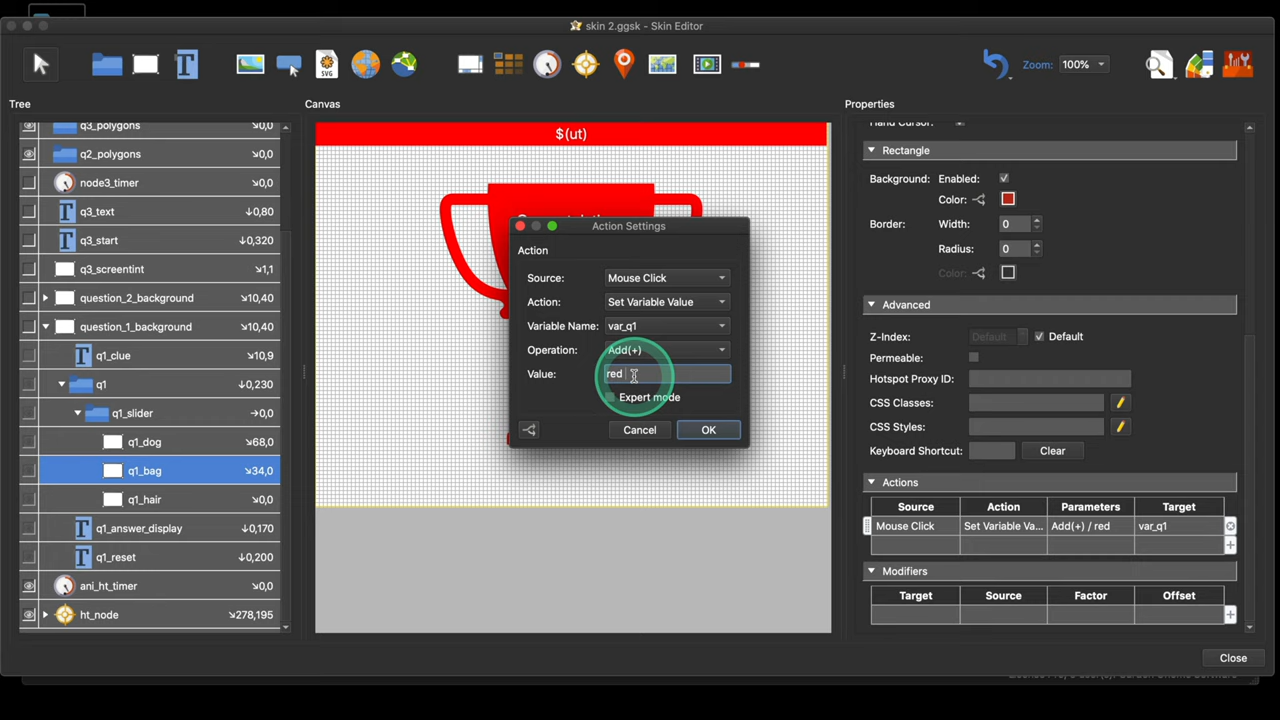 skin 2.ggsk - Skin Editor
SVG
Zoom: 100%
Tree
Canvas
Properties
q3_polygons 0,0
q2_polygons 0,0
node3_timer 0,0
q3_text 0,80
q3_start 0,320
q3_screentint 1,1
question_2_background 10,40
question_1_background 10,40
q1_clue 10,9
q1 0,230
q1_slider 0,0
q1_dog 68,0
q1_bag 34,0
q1_hair 0,0
q1_answer_display 0,170
q1_reset 0,200
ani_ht_timer 0,0
ht_node 278,195
$(ut)
Action Settings
Action
Source: Mouse Click
Action: Set Variable Value
Variable Name: var_q1
Operation: Add(+)
Value: red
Expert mode
Cancel
OK
Hand Cursor:
Rectangle
Background: Enabled:
Color:
Border: Width: 0
Radius: 0
Color:
Advanced
Z-Index: Default Default
Permeable:
Hotspot Proxy ID:
CSS Classes:
CSS Styles:
Keyboard Shortcut: Clear
Actions
Source Action Parameters Target
Mouse Click Set Variable Va... Add(+) / red var_q1
Modifiers
Target Source Factor Offset
Close